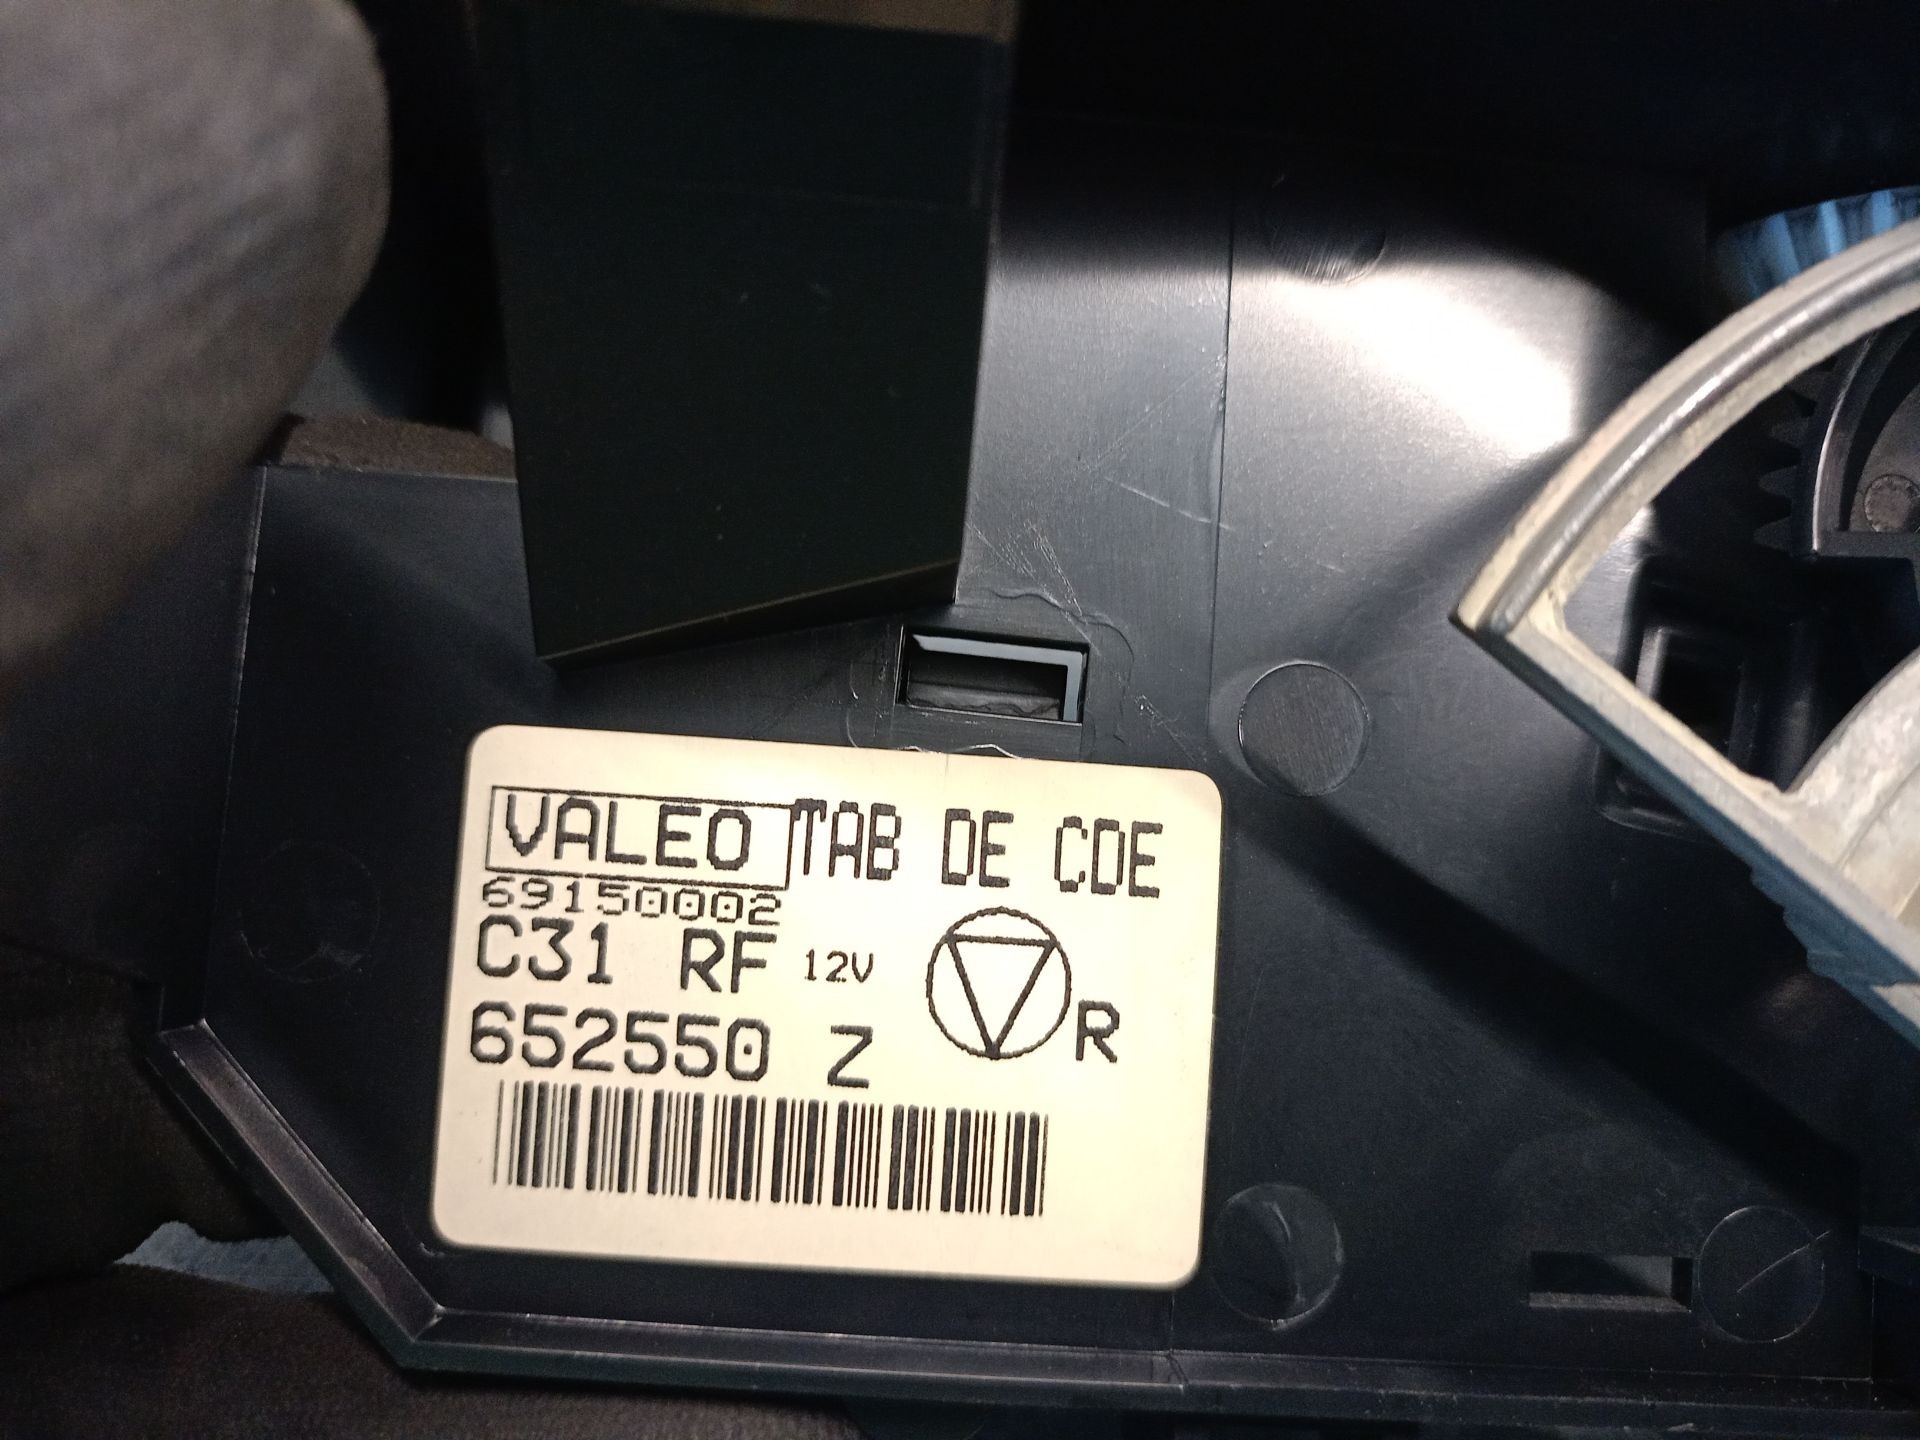 VALEO TAB DE CDE
69150002
C31 RF 12V
652550 Z R